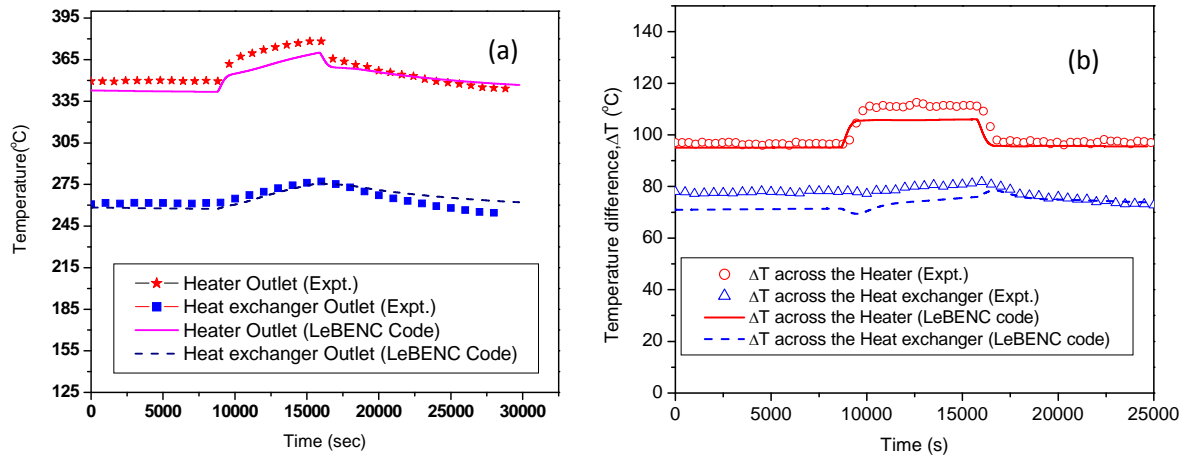 395
365
335
305
275
245
215
185
155
125
Temperature(°C)
(a)
Heater Outlet (Expt.)
Heat exchanger Outlet (Expt.)
Heater Outlet (LeBENC Code)
Heat exchanger Outlet (LeBENC Code)
0 5000 10000 15000 20000 25000 30000
Time (sec)
140
120
100
80
60
40
20
0
Temperature difference,ΔT (°C)
(b)
ΔT across the Heater (Expt.)
ΔT across the Heat exchanger (Expt.)
ΔT across the Heater (LeBENC code)
ΔT across the Heat exchanger (LeBENC code)
0 5000 10000 15000 20000 25000
Time (s)